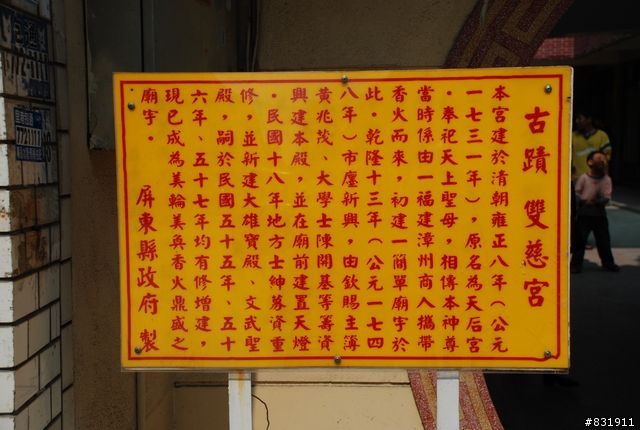 古蹟 雙慈宮
本宮建於清朝雍正八年（公元
一七三一年），原名為天后宮
．奉祀天上聖母，相傳本神尊
當時係由一福建漳州商人攜帶
香火而來，初建一簡單廟宇於
此．乾隆十三年（公元一七四
八年）市廛新興，由欽賜主簿
黃兆茂、大學士陳開基等籌資
興建本殿，並在廟前建置天燈
．民國十八年地方士紳募資重
修，並新建大雄寶殿、文武聖
殿，嗣於民國五十五年、五十
六年、五十七年均有修增建，
現已成為美輪美奐香火鼎盛之
廟宇． 屏東縣政府 製
#831911